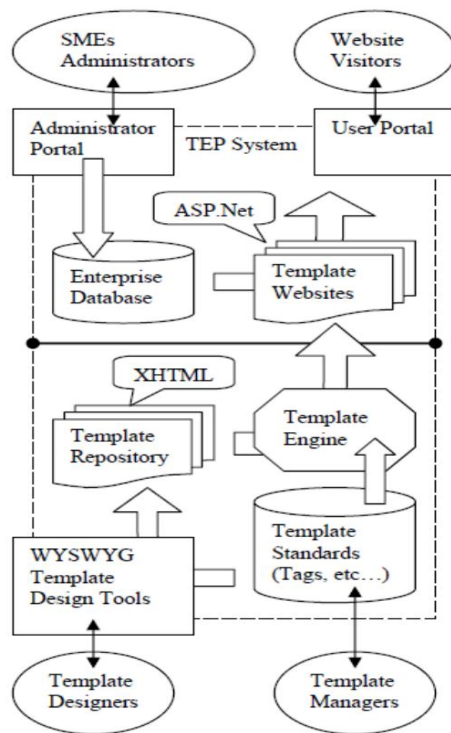 SMEs
Administrators
Website
Visitors
Administrator
Portal
TEP System
User Portal
ASP.Net
Enterprise
Database
Template
Websites
XHTML
Template
Repository
Template
Engine
WYSWYG
Template
Design Tools
Template
Standards
(Tags, etc…)
Template
Designers
Template
Managers